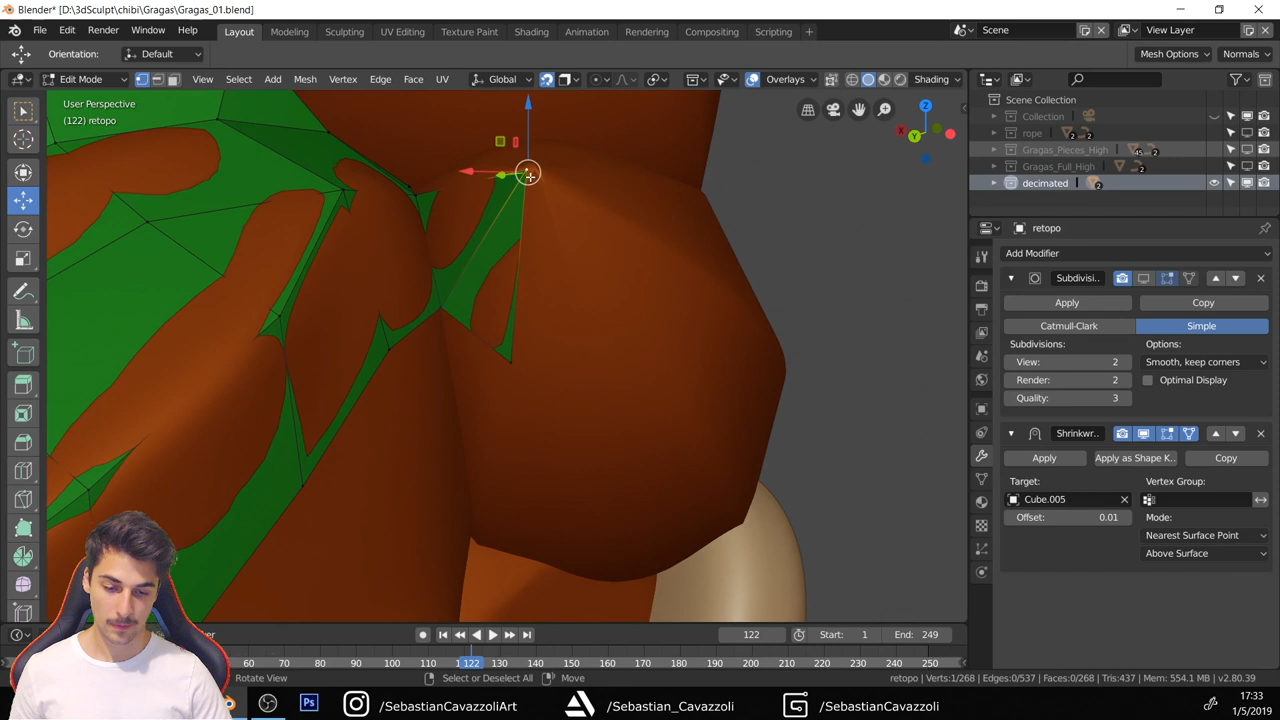 Blender* [D:\3dSculpt\chibi\Gragas\Gragas_01.blend]
File Edit Render Window Help Layout Modeling Sculpting UV Editing Texture Paint Shading Animation Rendering Compositing Scripting + Scene View Layer
Orientation: Default Mesh Options Normals
Edit Mode View Select Add Mesh Vertex Edge Face UV Global Overlays Shading
User Perspective
(122) retopo
Scene Collection
Collection
rope 2 2
Gragas_Pieces_High 45 2
Gragas_Full_High 2
decimated 2
retopo
Add Modifier
Subdivisi..
Apply Copy
Catmull-Clark Simple
Subdivisions: Options:
View: 2 Smooth, keep corners
Render: 2 Optimal Display
Quality: 3
Shrinkwr..
Apply Apply as Shape K.. Copy
Target: Vertex Group:
Cube.005
Offset: 0.01 Mode:
Nearest Surface Point
Above Surface
X Y Z
122 Start: 1 End: 249
60 70 80 90 100 110 122 130 140 150 160 170 180 190 200 210 220 230 240 250
Rotate View Select or Deselect All Move retopo | Verts:1/268 | Edges:0/537 | Faces:0/268 | Tris:437 | Mem: 554.1 MB | v2.80.39
Ps /SebastianCavazzoliArt /Sebastian_Cavazzoli /SebastianCavazzoli
17:33
1/5/2019